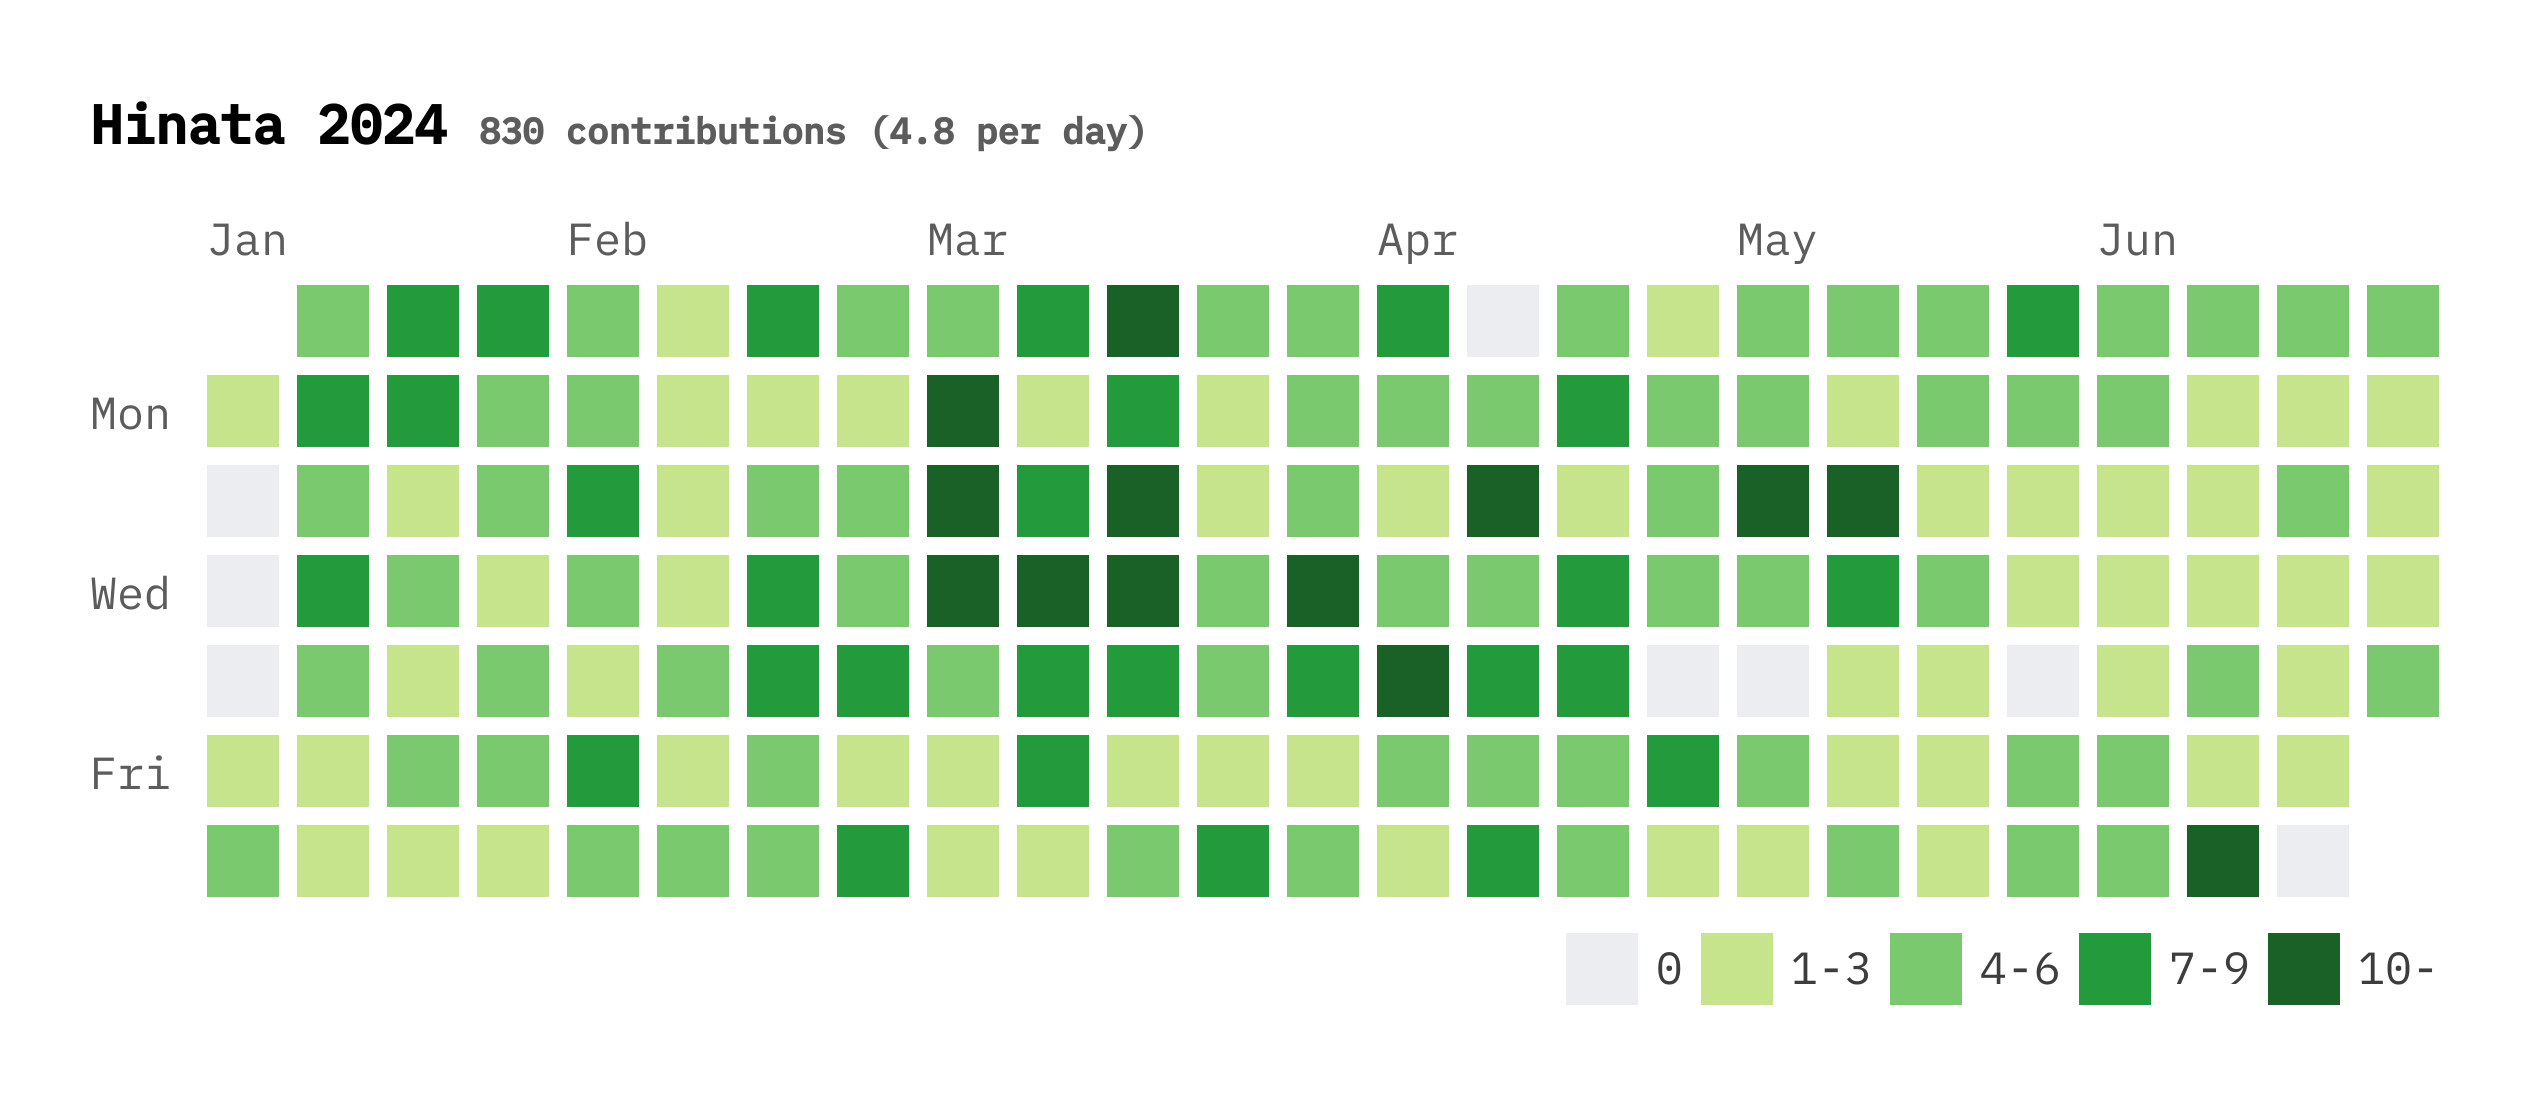 Hinata 2024 830 contributions (4.8 per day)
Jan Feb Mar Apr May Jun
Mon
Wed
Fri
0 1-3 4-6 7-9 10-